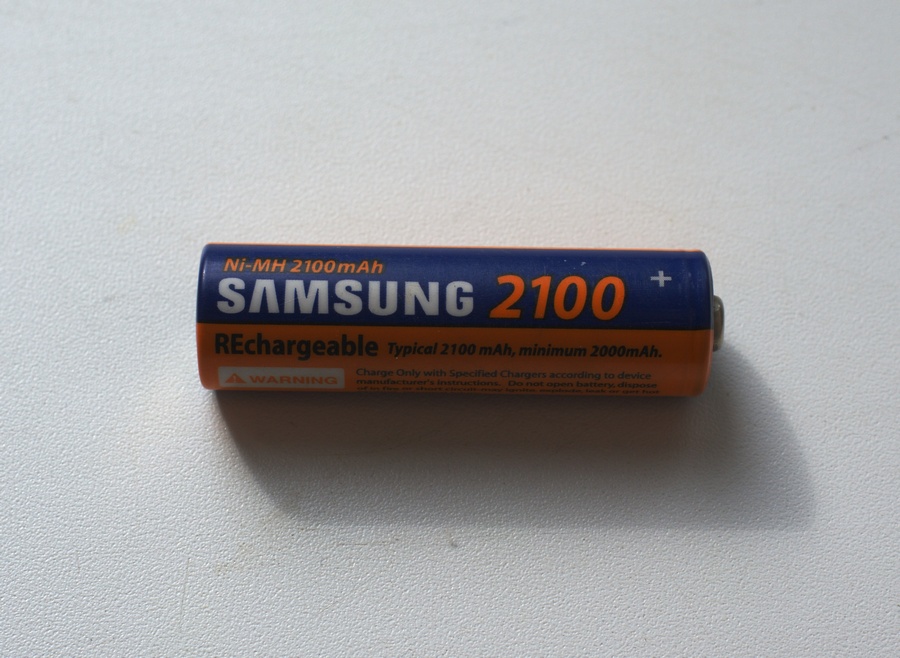 Ni-MH 2100mAh
SAMSUNG 2100 +
REchargeable Typical 2100 mAh, minimum 2000mAh.
WARNING
Charge Only with Specified Chargers according to device
manufacturer's instructions. Do not open battery, dispose